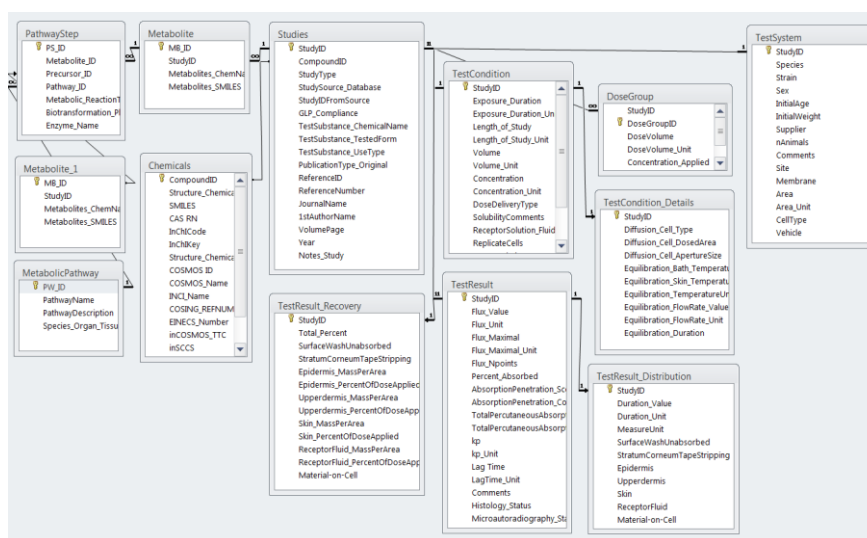 PathwayStep
PS_ID
Metabolite_ID
Precursor_ID
Pathway_ID
Metabolic_ReactionT
Biotransformation_Pl
Enzyme_Name
Metabolite
MB_ID
StudyID
Metabolites_ChemNa
Metabolites_SMILES
Studies
StudyID
CompoundID
StudyType
StudySource_Database
StudyIDFromSource
GLP_Compliance
TestSubstance_ChemicalName
TestSubstance_TestedForm
TestSubstance_UseType
PublicationType_Original
ReferenceID
ReferenceNumber
JournalName
1stAuthorName
VolumePage
Year
Notes_Study
TestCondition
StudyID
Exposure_Duration
Exposure_Duration_Un
Length_of_Study
Length_of_Study_Unit
Volume
Volume_Unit
Concentration
Concentration_Unit
DoseDeliveryType
SolubilityComments
ReceptorSolution_Fluid
ReplicateCells
DoseGroup
StudyID
DoseGroupID
DoseVolume
DoseVolume_Unit
Concentration_Applied
TestSystem
StudyID
Species
Strain
Sex
InitialAge
InitialWeight
Supplier
nAnimals
Comments
Site
Membrane
Area
Area_Unit
CellType
Vehicle
Metabolite_1
MB_ID
StudyID
Metabolites_ChemNa
Metabolites_SMILES
Chemicals
CompoundID
Structure_Chemica
SMILES
CAS RN
InChICode
InChIKey
Structure_Chemica
COSMOS ID
COSMOS_Name
INCI_Name
COSING_REFNUM
EINECS_Number
inCOSMOS_TTC
inSCCS
MetabolicPathway
PW_ID
PathwayName
PathwayDescription
Species_Organ_Tissu
TestCondition_Details
StudyID
Diffusion_Cell_Type
Diffusion_Cell_DosedArea
Diffusion_Cell_ApertureSize
Equilibration_Bath_Temperatu
Equilibration_Skin_Temperatu
Equilibration_TemperatureUni
Equilibration_FlowRate_Value
Equilibration_FlowRate_Unit
Equilibration_Duration
TestResult_Recovery
StudyID
Total_Percent
SurfaceWashUnabsorbed
StratumCorneumTapeStripping
Epidermis_MassPerArea
Epidermis_PercentOfDoseApplied
Upperdermis_MassPerArea
Upperdermis_PercentOfDoseApp
Skin_MassPerArea
Skin_PercentOfDoseApplied
ReceptorFluid_MassPerArea
ReceptorFluid_PercentOfDoseApp
Material-on-Cell
TestResult
StudyID
Flux_Value
Flux_Unit
Flux_Maximal
Flux_Maximal_Unit
Flux_Npoints
Percent_Absorbed
AbsorptionPenetration_Sc
AbsorptionPenetration_Co
TotalPercutaneousAbsorp
TotalPercutaneousAbsorp
kp
kp_Unit
Lag Time
LagTime_Unit
Comments
Histology_Status
Microautoradiography_Sta
TestResult_Distribution
StudyID
Duration_Value
Duration_Unit
MeasureUnit
SurfaceWashUnabsorbed
StratumCorneumTapeStripping
Epidermis
Upperdermis
Skin
ReceptorFluid
Material-on-Cell